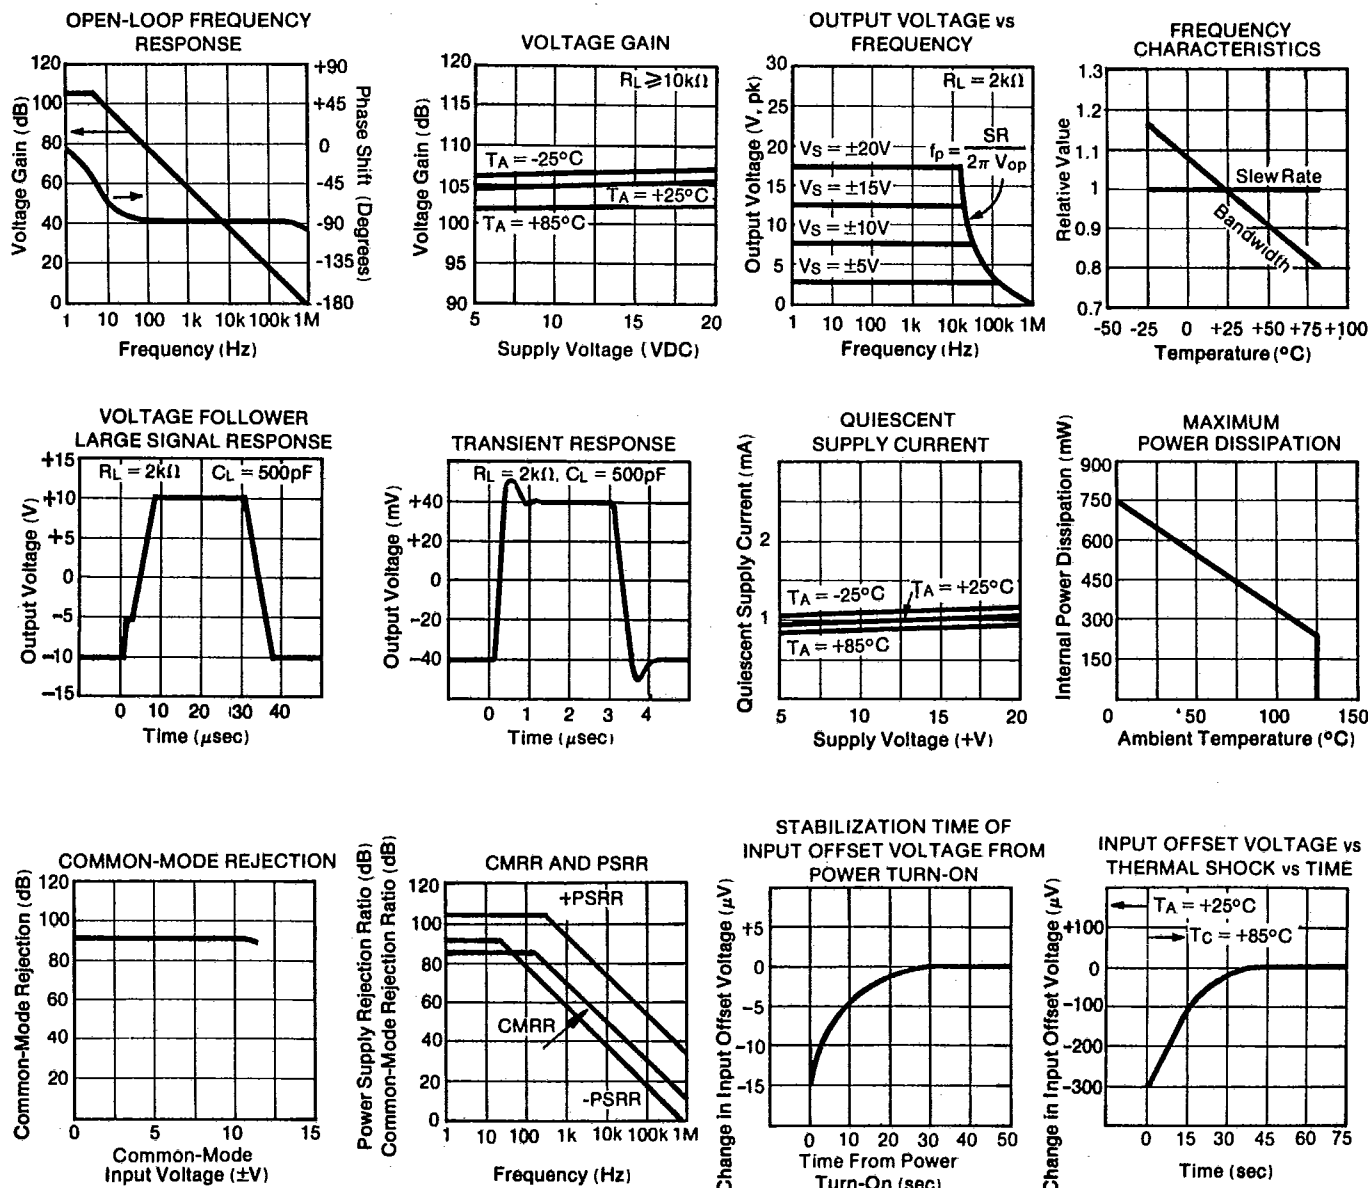 OPEN-LOOP FREQUENCY
RESPONSE
120
100
80
60
40
20
0
+90
+45
0
-45
-90
-135
-180
Voltage Gain (dB)
Phase Shift (Degrees)
1 10 100 1k 10k 100k 1M
Frequency (Hz)
VOLTAGE GAIN
120
115
110
105
100
95
90
Voltage Gain (dB)
RL ⩾ 10kΩ
TA = -25°C
TA = +25°C
TA = +85°C
5 10 15 20
Supply Voltage (VDC)
OUTPUT VOLTAGE vs
FREQUENCY
30
25
20
15
10
5
0
Output Voltage (V, pk)
RL = 2kΩ
VS = ±20V
fp = SR / 2π Vop
VS = ±15V
VS = ±10V
VS = ±5V
1 10 100 1k 10k 100k 1M
Frequency (Hz)
FREQUENCY
CHARACTERISTICS
1.3
1.2
1.1
1
0.9
0.8
0.7
Relative Value
Slew Rate
Bandwidth
-50 -25 0 +25 +50 +75 +100
Temperature (°C)
VOLTAGE FOLLOWER
LARGE SIGNAL RESPONSE
+15
+10
+5
0
-5
-10
-15
Output Voltage (V)
RL = 2kΩ CL = 500pF
0 10 20 30 40
Time (μsec)
TRANSIENT RESPONSE
+40
+20
0
-20
-40
Output Voltage (mV)
RL = 2kΩ, CL = 500pF
0 1 2 3 4
Time (μsec)
QUIESCENT
SUPPLY CURRENT
2
1
Quiescent Supply Current (mA)
TA = -25°C
TA = +25°C
TA = +85°C
5 10 15 20
Supply Voltage (+V)
MAXIMUM
POWER DISSIPATION
900
750
600
450
300
150
Internal Power Dissipation (mW)
0 50 100 150
Ambient Temperature (°C)
COMMON-MODE REJECTION
120
100
80
60
40
20
Common-Mode Rejection (dB)
0 5 10 15
Common-Mode
Input Voltage (±V)
CMRR AND PSRR
120
100
80
60
40
20
0
Power Supply Rejection Ratio (dB)
Common-Mode Rejection Ratio (dB)
+PSRR
CMRR
-PSRR
1 10 100 1k 10k 100k 1M
Frequency (Hz)
STABILIZATION TIME OF
INPUT OFFSET VOLTAGE FROM
POWER TURN-ON
+5
0
-5
-10
-15
Change in Input Offset Voltage (μV)
0 10 20 30 40 50
Time From Power
Turn-On (sec)
INPUT OFFSET VOLTAGE vs
THERMAL SHOCK vs TIME
+100
0
-100
-200
-300
Change in Input Offset Voltage (μV)
TA = +25°C
TC = +85°C
0 15 30 45 60 75
Time (sec)